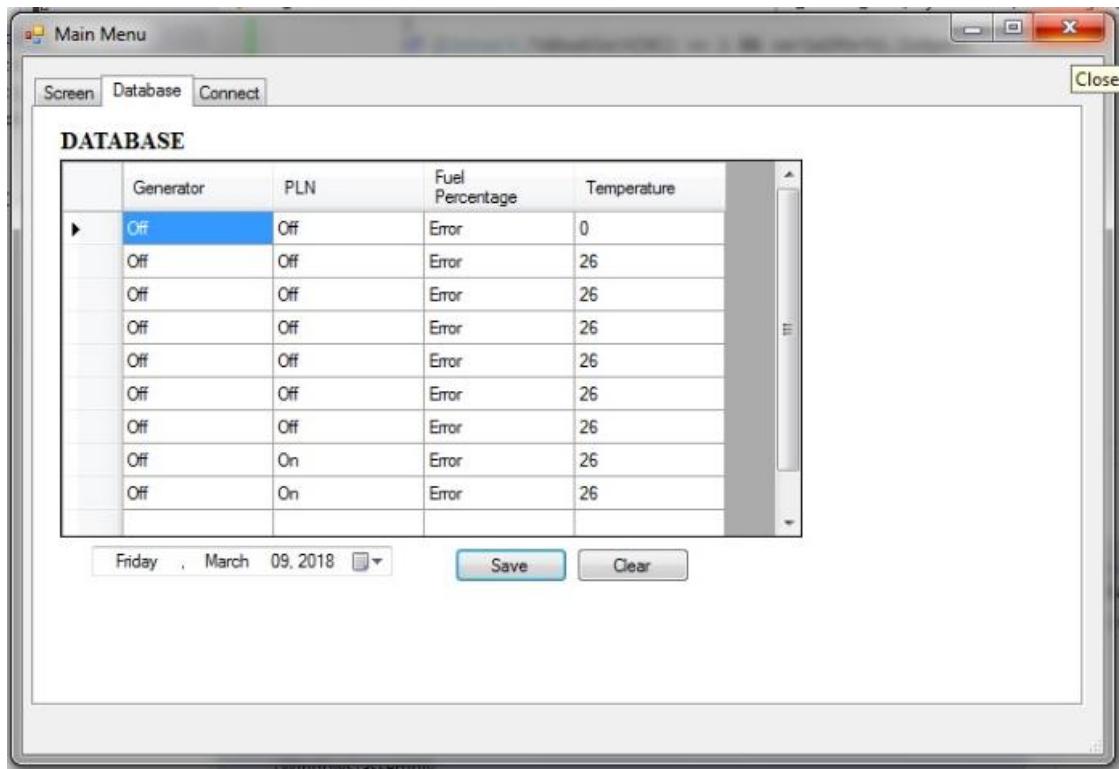 Main Menu
Close
Screen Database Connect
DATABASE
Generator PLN Fuel Percentage Temperature
Off Off Error 0
Off Off Error 26
Off Off Error 26
Off Off Error 26
Off Off Error 26
Off Off Error 26
Off Off Error 26
Off On Error 26
Off On Error 26
Friday , March 09, 2018 Save Clear